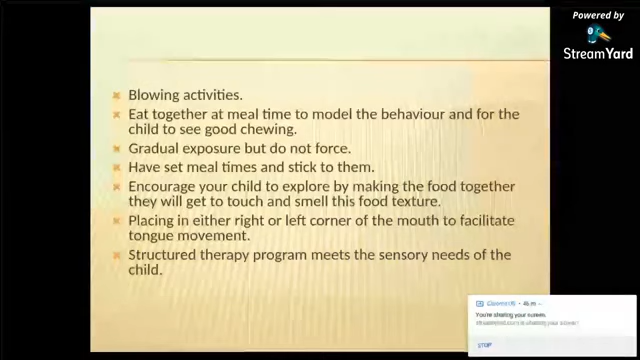 Powered by
StreamYard
Blowing activities.
Eat together at meal time to model the behaviour and for the
child to see good chewing.
Gradual exposure but do not force.
Have set meal times and stick to them.
Encourage your child to explore by making the food together
they will get to touch and smell this food texture.
Placing in either right or left corner of the mouth to facilitate
tongue movement.
Structured therapy program meets the sensory needs of the
child.
You're sharing your screen
STOP